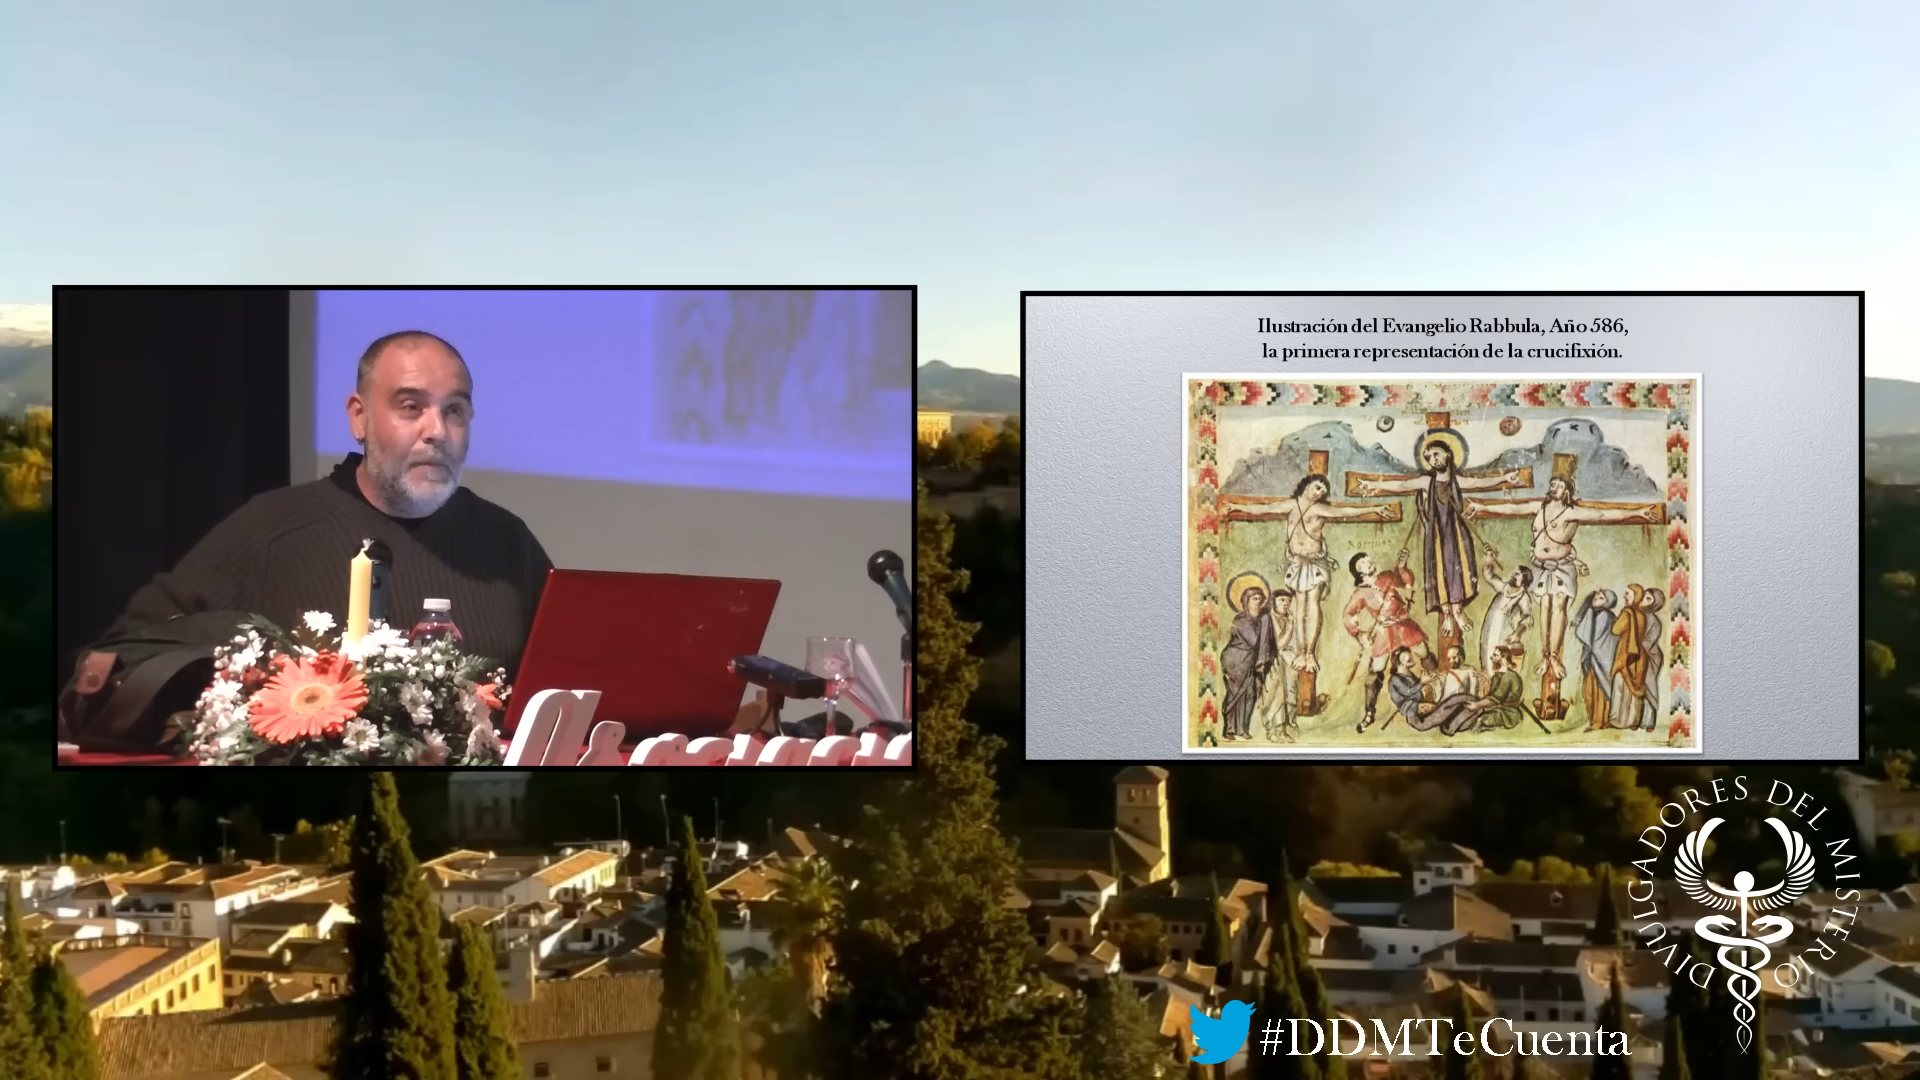 Ilustración del Evangelio Rabbula, Año 586,
la primera representación de la crucifixión.
DIVULGADORES DEL MISTERIO
#DDMTeCuenta